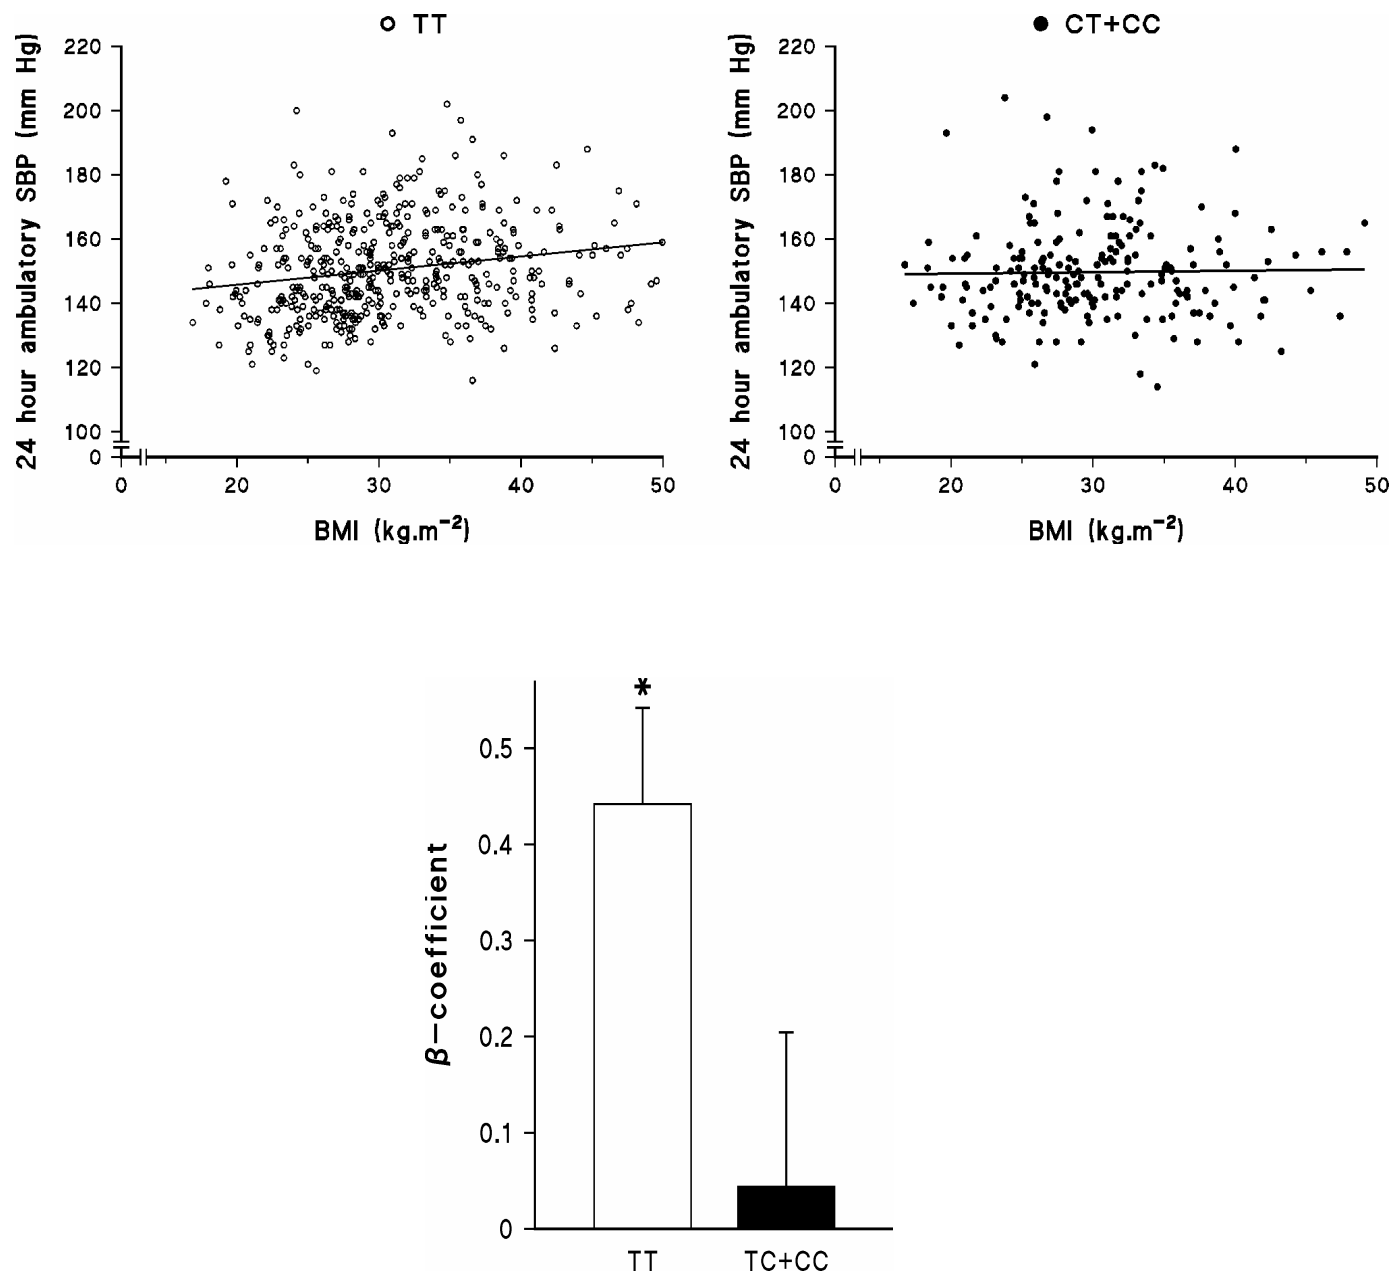 TT
24 hour ambulatory SBP (mm Hg)
220
200
180
160
140
120
100
0
0 20 30 40 50
BMI (kg.m⁻²)
CT+CC
24 hour ambulatory SBP (mm Hg)
220
200
180
160
140
120
100
0
0 20 30 40 50
BMI (kg.m⁻²)
*
β-coefficient
0.5
0.4
0.3
0.2
0.1
0
TT TC+CC